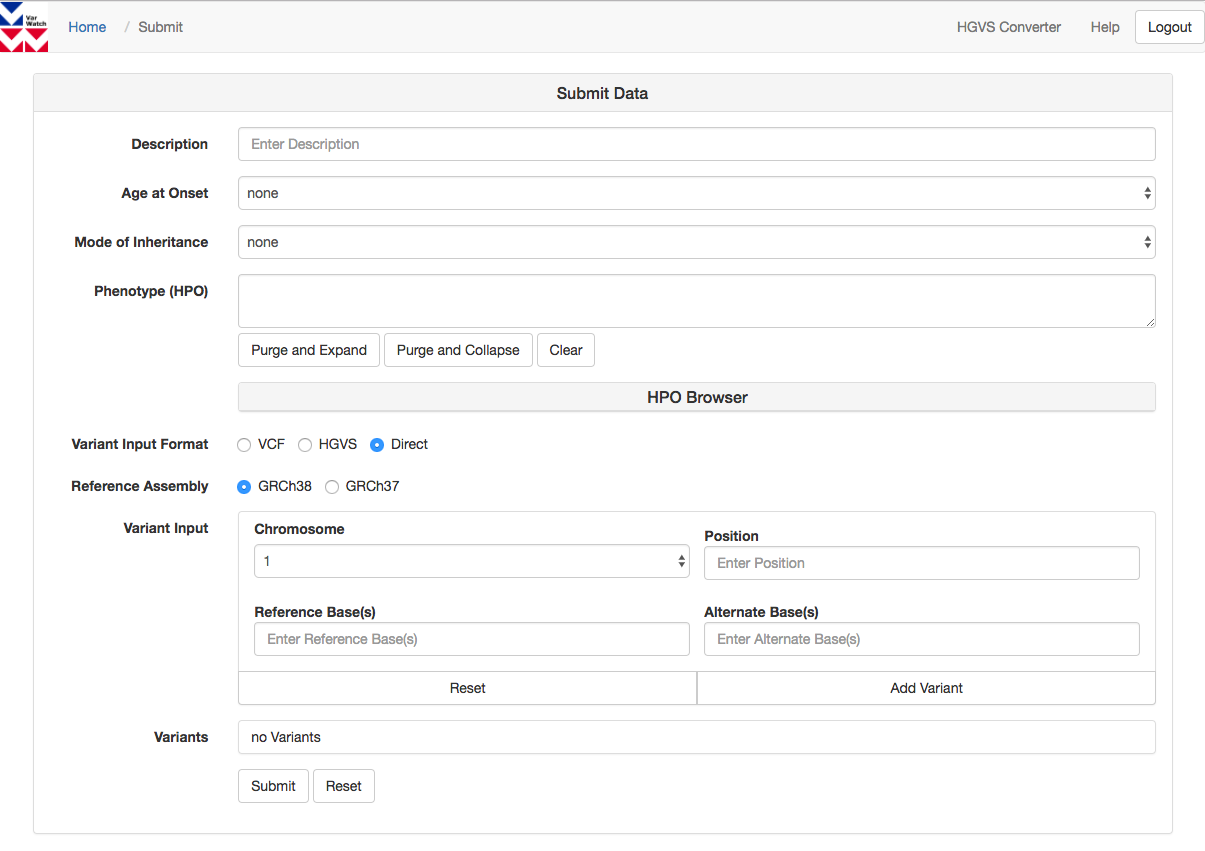 Var
Watch
Home / Submit HGVS Converter Help Logout
Submit Data
Description Enter Description
Age at Onset none
Mode of Inheritance none
Phenotype (HPO)
Purge and Expand Purge and Collapse Clear
HPO Browser
Variant Input Format VCF HGVS Direct
Reference Assembly GRCh38 GRCh37
Variant Input
Chromosome Position
1 Enter Position
Reference Base(s) Alternate Base(s)
Enter Reference Base(s) Enter Alternate Base(s)
Reset Add Variant
Variants no Variants
Submit Reset